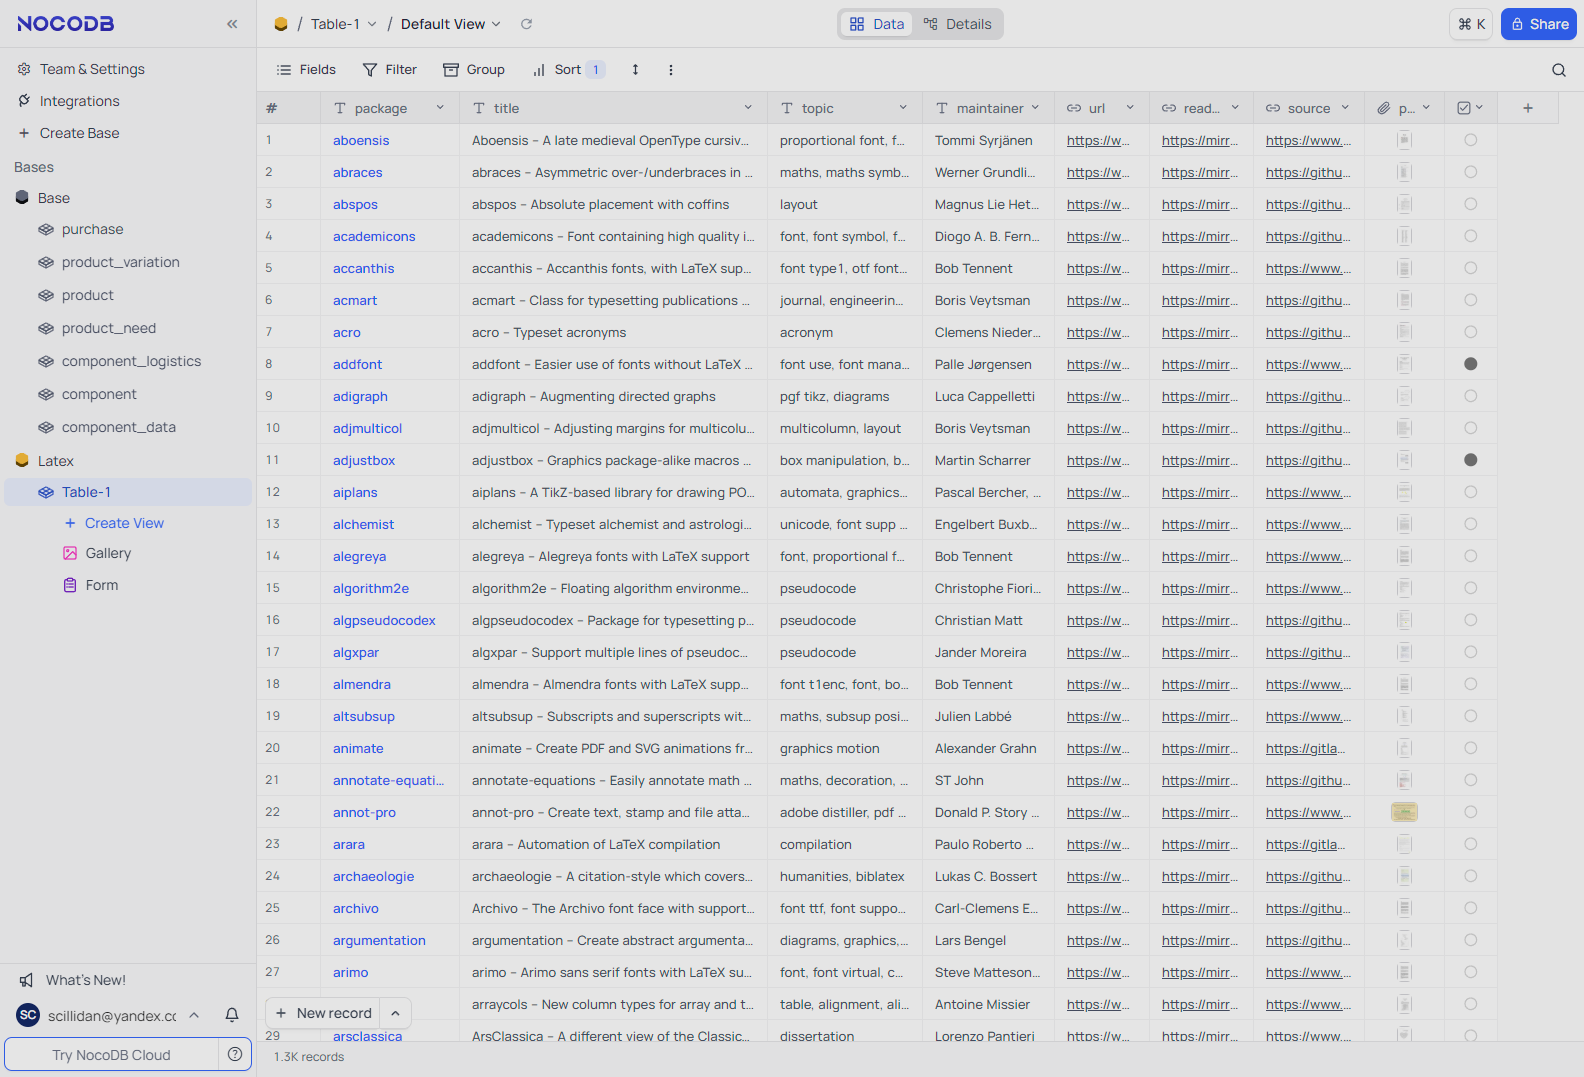 NOCODB
Team & Settings
Integrations
Create Base
Bases
Base
purchase
product_variation
product
product_need
component_logistics
component
component_data
Latex
Table-1
Create View
Gallery
Form
What's New!
SC scillidan@yandex.cc
Try NocoDB Cloud
/ Table-1 / Default View
Data Details
⌘ K Share
Fields Filter Group Sort 1
# package title topic maintainer url read... source p...
1 aboensis Aboensis – A late medieval OpenType cursiv... proportional font, f... Tommi Syrjänen https://w... https://mirr... https://www....
2 abraces abraces – Asymmetric over-/underbraces in ... maths, maths symb... Werner Grundli... https://w... https://mirr... https://githu...
3 abspos abspos – Absolute placement with coffins layout Magnus Lie Het... https://w... https://mirr... https://githu...
4 academicons academicons – Font containing high quality i... font, font symbol, f... Diogo A. B. Fern... https://w... https://mirr... https://githu...
5 accanthis accanthis – Accanthis fonts, with LaTeX sup... font type1, otf font... Bob Tennent https://w... https://mirr... https://www....
6 acmart acmart – Class for typesetting publications ... journal, engineerin... Boris Veytsman https://w... https://mirr... https://githu...
7 acro acro – Typeset acronyms acronym Clemens Nieder... https://w... https://mirr... https://githu...
8 addfont addfont – Easier use of fonts without LaTeX ... font use, font mana... Palle Jørgensen https://w... https://mirr... https://www....
9 adigraph adigraph – Augmenting directed graphs pgf tikz, diagrams Luca Cappelletti https://w... https://mirr... https://githu...
10 adjmulticol adjmulticol – Adjusting margins for multicolu... multicolumn, layout Boris Veytsman https://w... https://mirr... https://githu...
11 adjustbox adjustbox – Graphics package-alike macros ... box manipulation, b... Martin Scharrer https://w... https://mirr... https://githu...
12 aiplans aiplans – A TikZ-based library for drawing PO... automata, graphics... Pascal Bercher, ... https://w... https://mirr... https://www....
13 alchemist alchemist – Typeset alchemist and astrologi... unicode, font supp ... Engelbert Buxb... https://w... https://mirr... https://www....
14 alegreya alegreya – Alegreya fonts with LaTeX support font, proportional f... Bob Tennent https://w... https://mirr... https://www....
15 algorithm2e algorithm2e – Floating algorithm environme... pseudocode Christophe Fiori... https://w... https://mirr... https://www....
16 algpseudocodex algpseudocodex – Package for typesetting p... pseudocode Christian Matt https://w... https://mirr... https://githu...
17 algxpar algxpar – Support multiple lines of pseudoc... pseudocode Jander Moreira https://w... https://mirr... https://githu...
18 almendra almendra – Almendra fonts with LaTeX supp... font t1enc, font, bo... Bob Tennent https://w... https://mirr... https://www....
19 altsubsup altsubsup – Subscripts and superscripts wit... maths, subsup posi... Julien Labbé https://w... https://mirr... https://www....
20 animate animate – Create PDF and SVG animations fr... graphics motion Alexander Grahn https://w... https://mirr... https://gitla...
21 annotate-equati... annotate-equations – Easily annotate math ... maths, decoration, ... ST John https://w... https://mirr... https://githu...
22 annot-pro annot-pro – Create text, stamp and file atta... adobe distiller, pdf ... Donald P. Story ... https://w... https://mirr... https://www....
23 arara arara – Automation of LaTeX compilation compilation Paulo Roberto ... https://w... https://mirr... https://gitla...
24 archaeologie archaeologie – A citation-style which covers... humanities, biblatex Lukas C. Bossert https://w... https://mirr... https://githu...
25 archivo Archivo – The Archivo font face with support... font ttf, font suppo... Carl-Clemens E... https://w... https://mirr... https://githu...
26 argumentation argumentation – Create abstract argumenta... diagrams, graphics,... Lars Bengel https://w... https://mirr... https://githu...
27 arimo arimo – Arimo sans serif fonts with LaTeX su... font, font virtual, c... Steve Matteson... https://w... https://mirr... https://www....
arraycols – New column types for array and t... table, alignment, ali... Antoine Missier https://w... https://mirr... https://www....
New record
29 arsclassica ArsClassica – A different view of the Classic... dissertation Lorenzo Pantieri https://w... https://mirr... https://www....
1.3K records